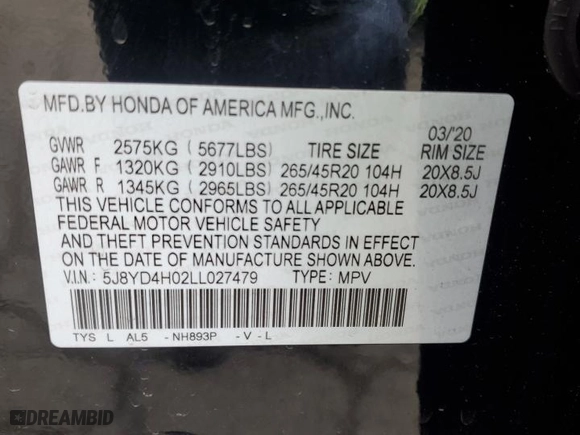 MFD.BY HONDA OF AMERICA MFG.,INC.
03/'20
GVWR 2575KG ( 5677LBS) TIRE SIZE RIM SIZE
GAWR F 1320KG ( 2910LBS) 265/45R20 104H 20X8.5J
GAWR R 1345KG ( 2965LBS) 265/45R20 104H 20X8.5J
THIS VEHICLE CONFORMS TO ALL APPLICABLE
FEDERAL MOTOR VEHICLE SAFETY
AND THEFT PREVENTION STANDARDS IN EFFECT
ON THE DATE OF MANUFACTURE SHOWN ABOVE.
V.I.N.: 5J8YD4H02LL027479 TYPE: MPV
TYS L AL5 - NH893P - V - L
DREAMBID